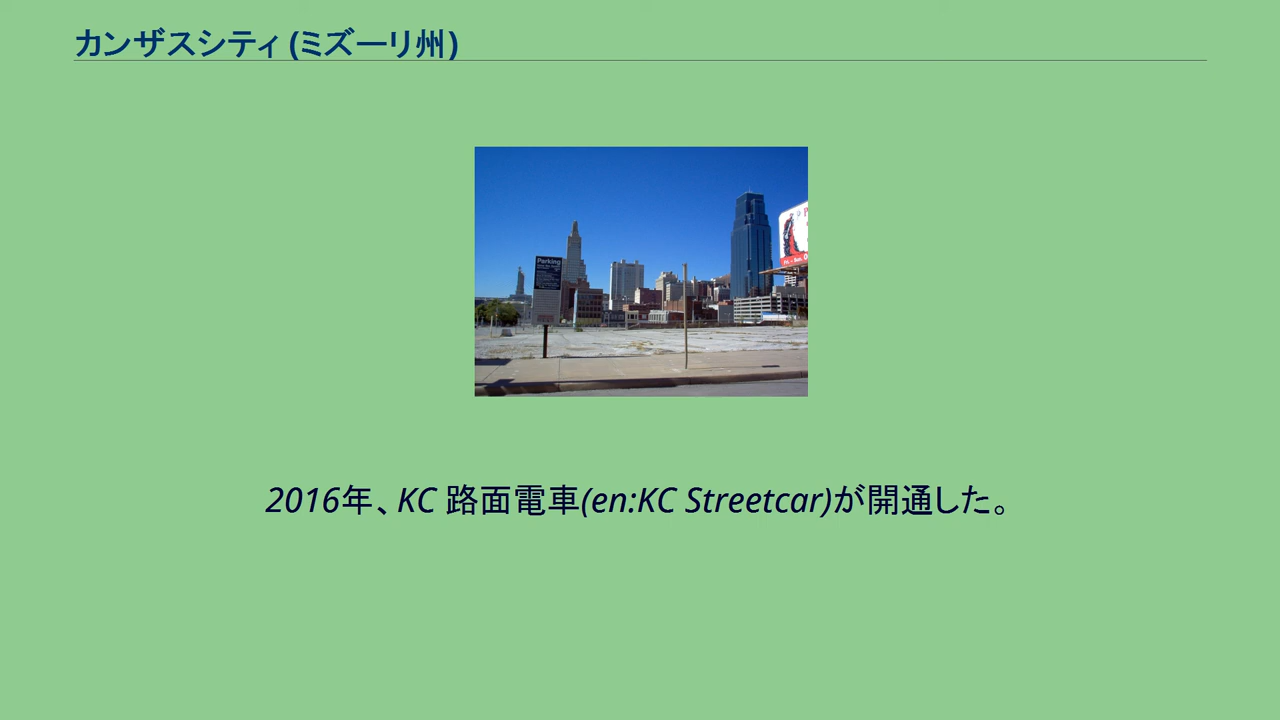 カンザスシティ (ミズーリ州)
Parking
2016年、KC 路面電車(en:KC Streetcar)が開通した。